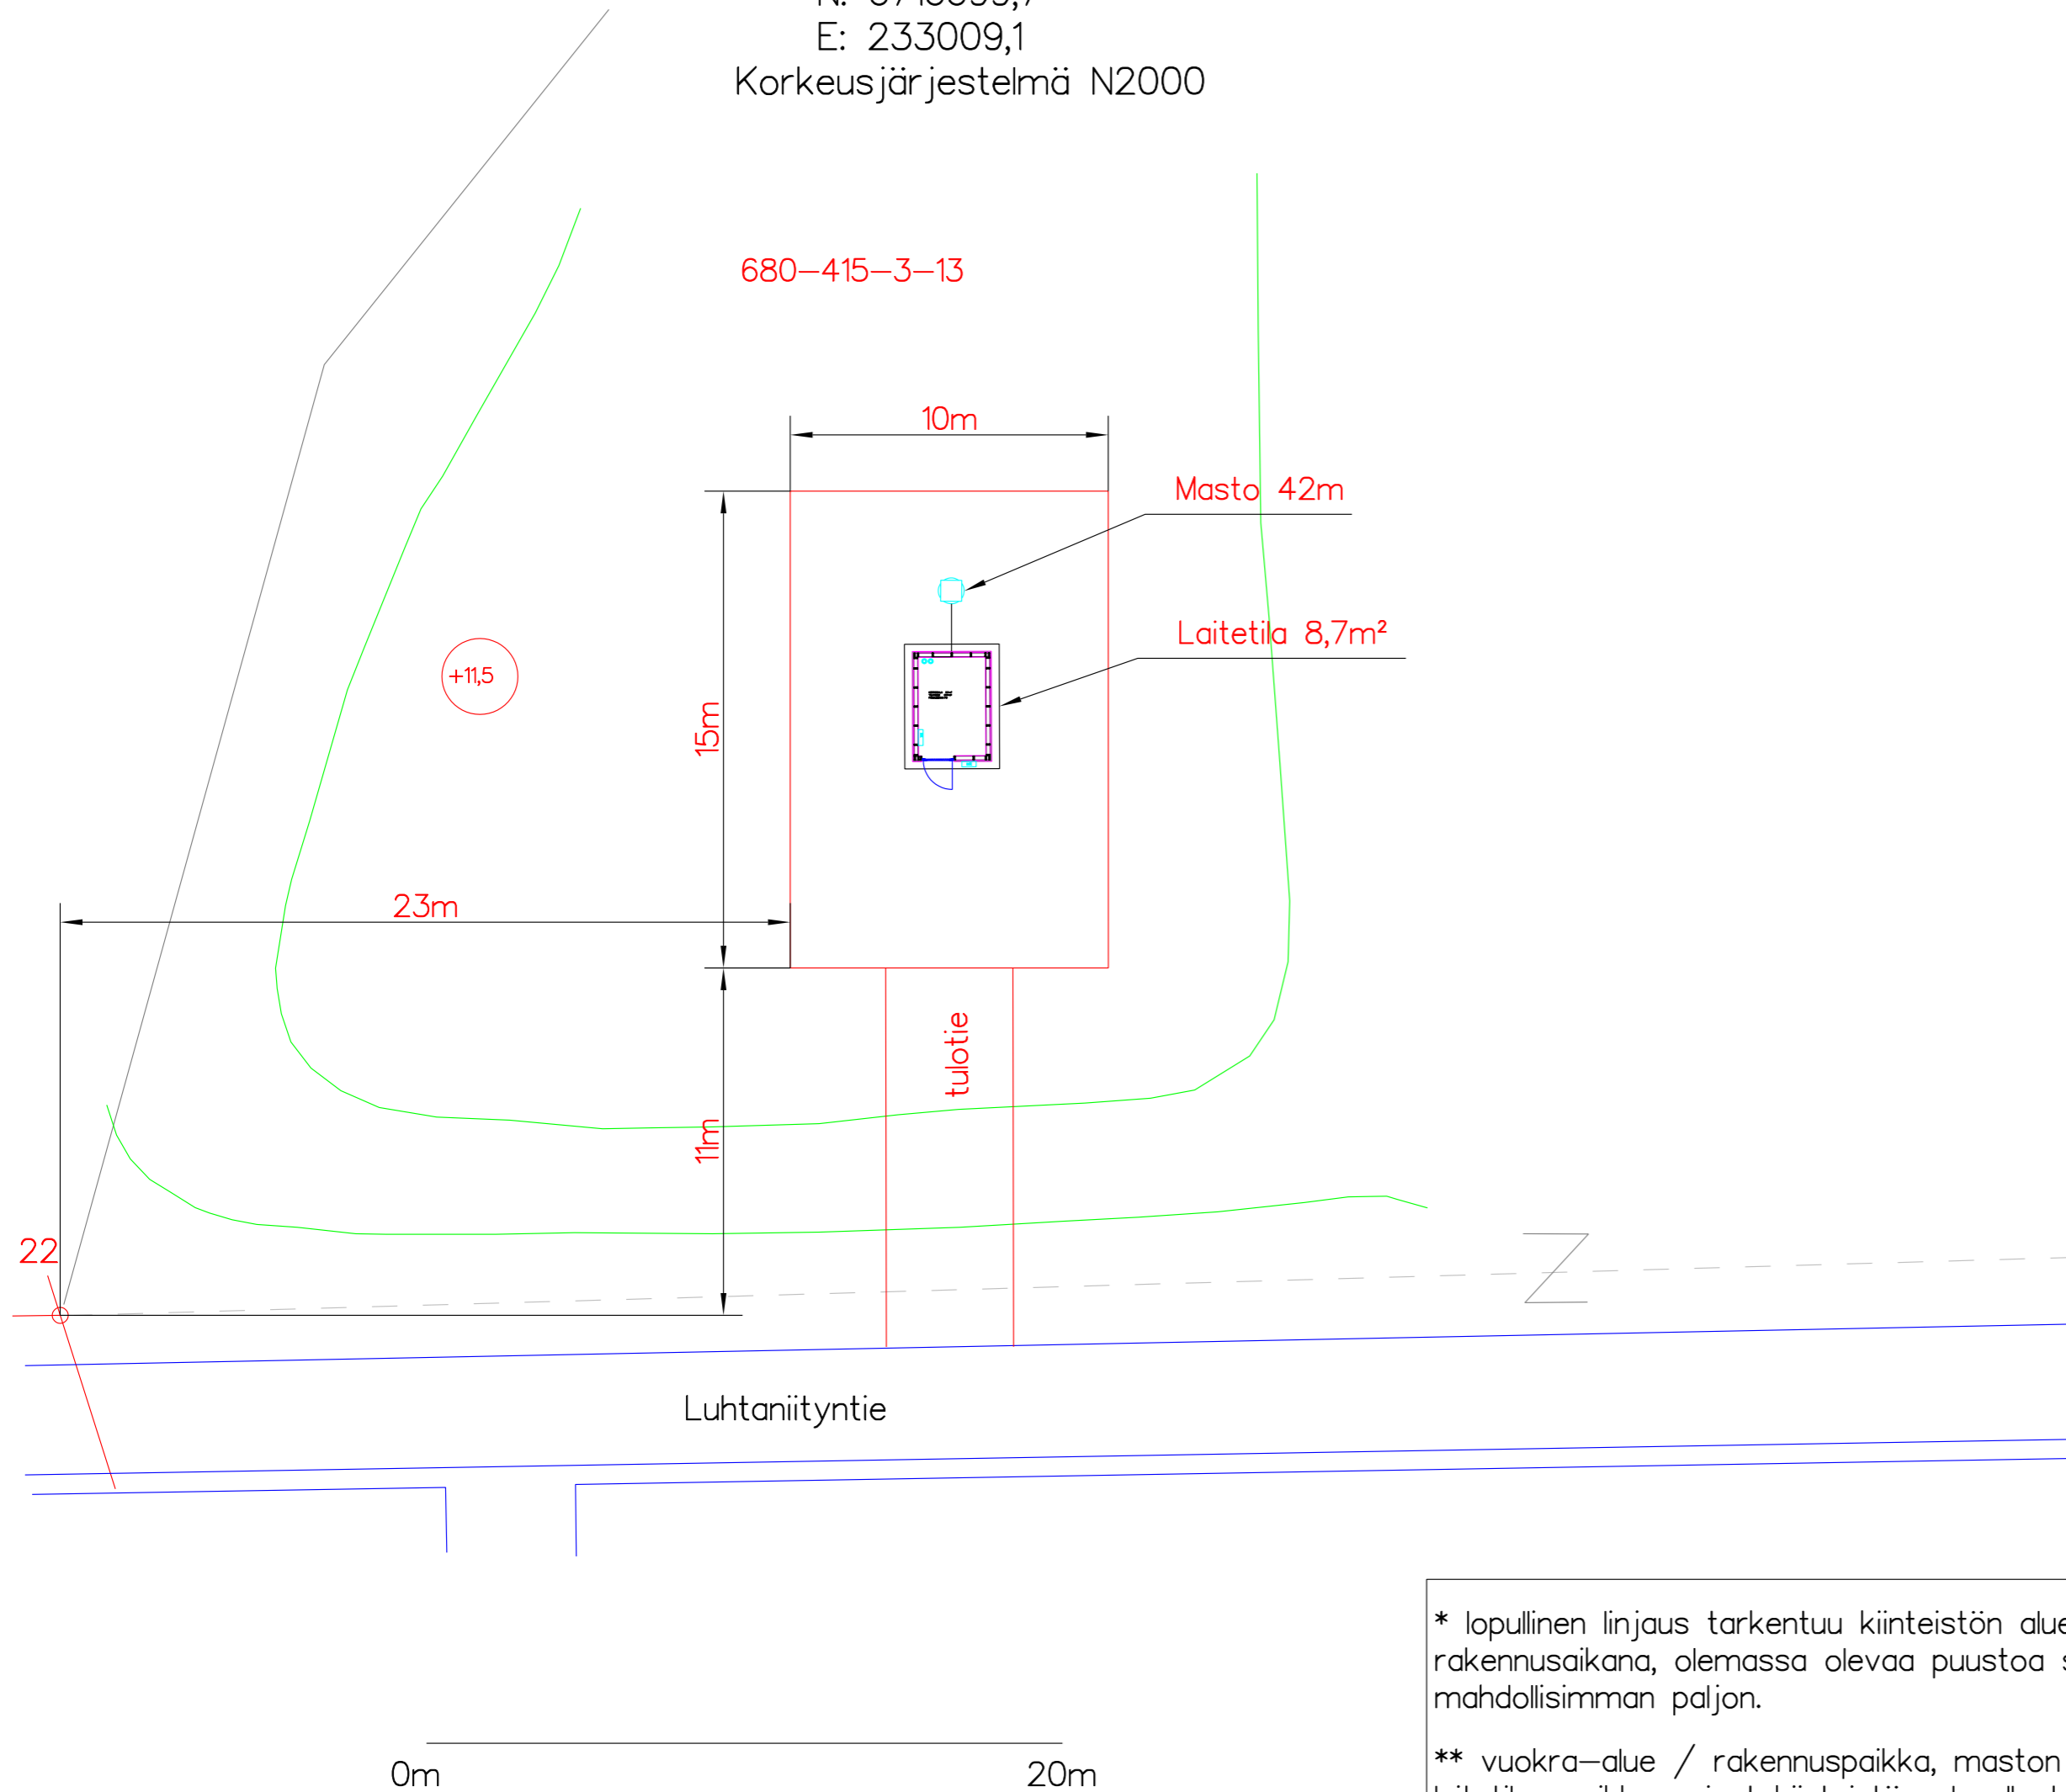 E: 233009,1
Korkeusjärjestelmä N2000
680-415-3-13
10m
Masto 42m
Laitetila 8,7m²
+11,5
15m
23m
tulotie
11m
22
Luhtaniityntie
* lopullinen linjaus tarkentuu kiinteistön
rakennusaikana, olemassa olevaa puustoa
mahdollisimman paljon.
** vuokra-alue / rakennuspaikka, maston
0m
20m